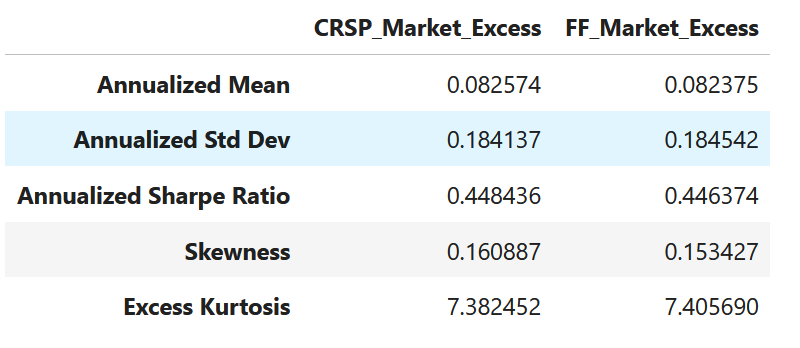 CRSP_Market_Excess FF_Market_Excess
Annualized Mean 0.082574 0.082375
Annualized Std Dev 0.184137 0.184542
Annualized Sharpe Ratio 0.448436 0.446374
Skewness 0.160887 0.153427
Excess Kurtosis 7.382452 7.405690